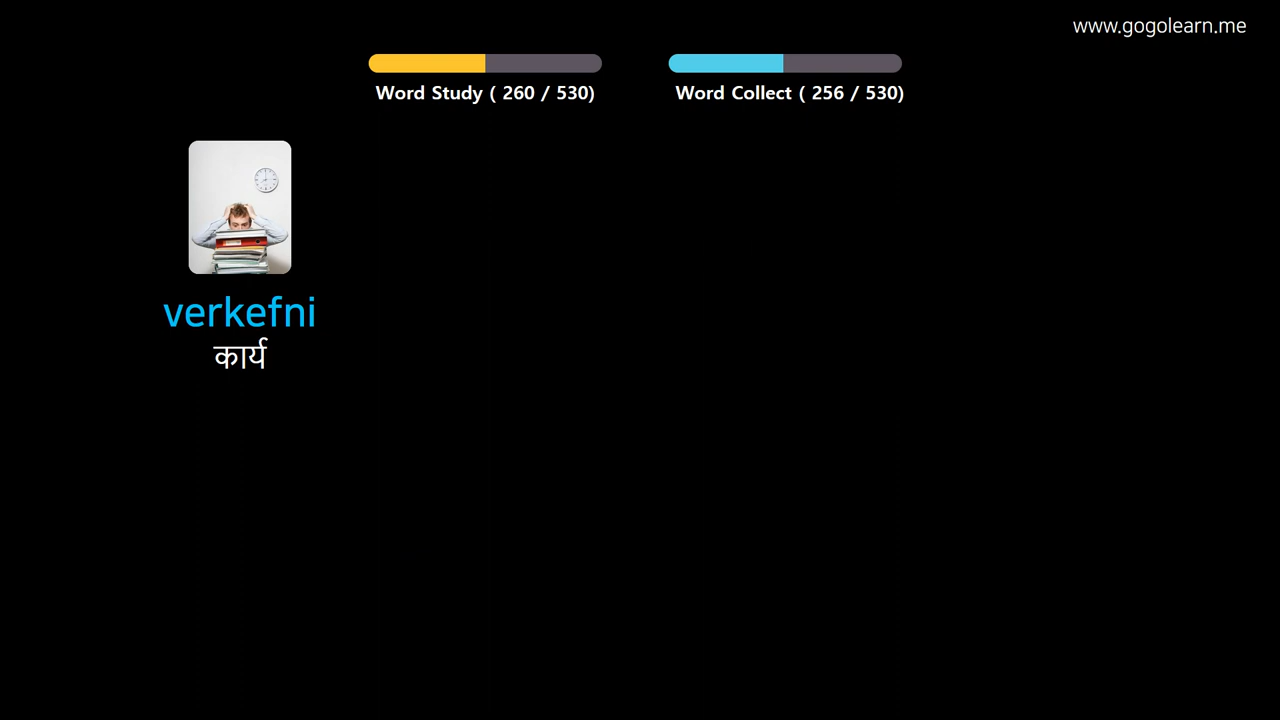 www.gogolearn.me
Word Study ( 260 / 530)
Word Collect ( 256 / 530)
verkefni
कार्य